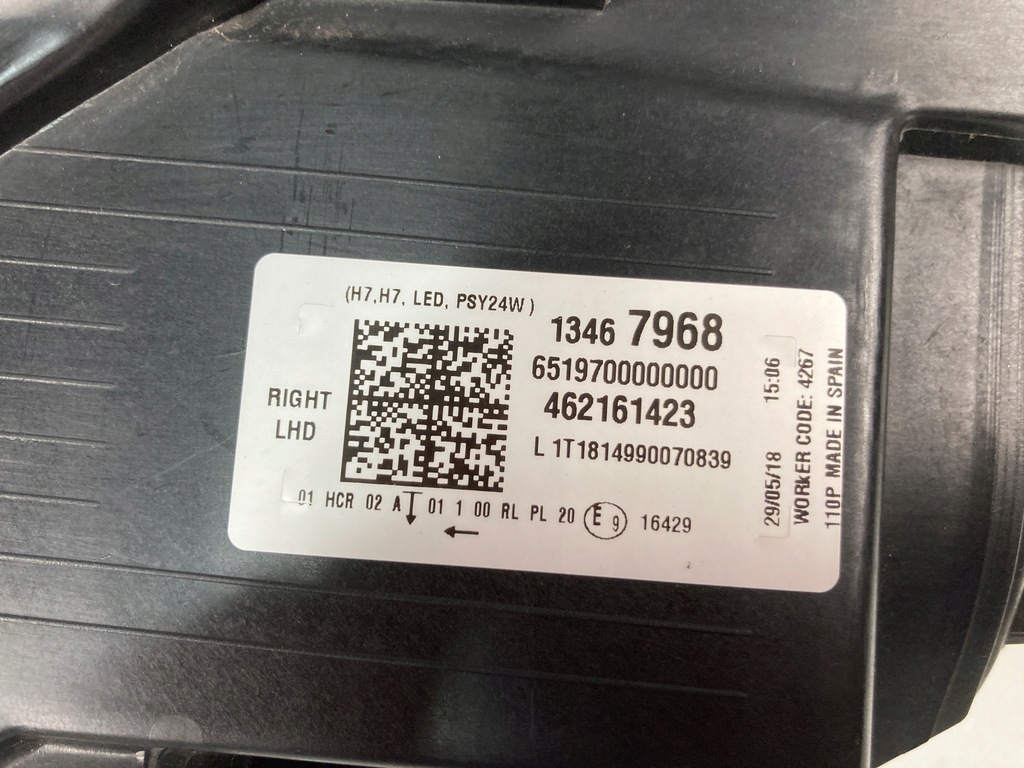 (H7,H7, LED, PSY24W)
1346 7968
6519700000000
462161423
L 1T1814990070839
RIGHT
LHD
01 HCR 02 A 01 1 00 RL PL 20 E 9 16429
29/05/18 15:06
WORKER CODE: 4267
110P MADE IN SPAIN